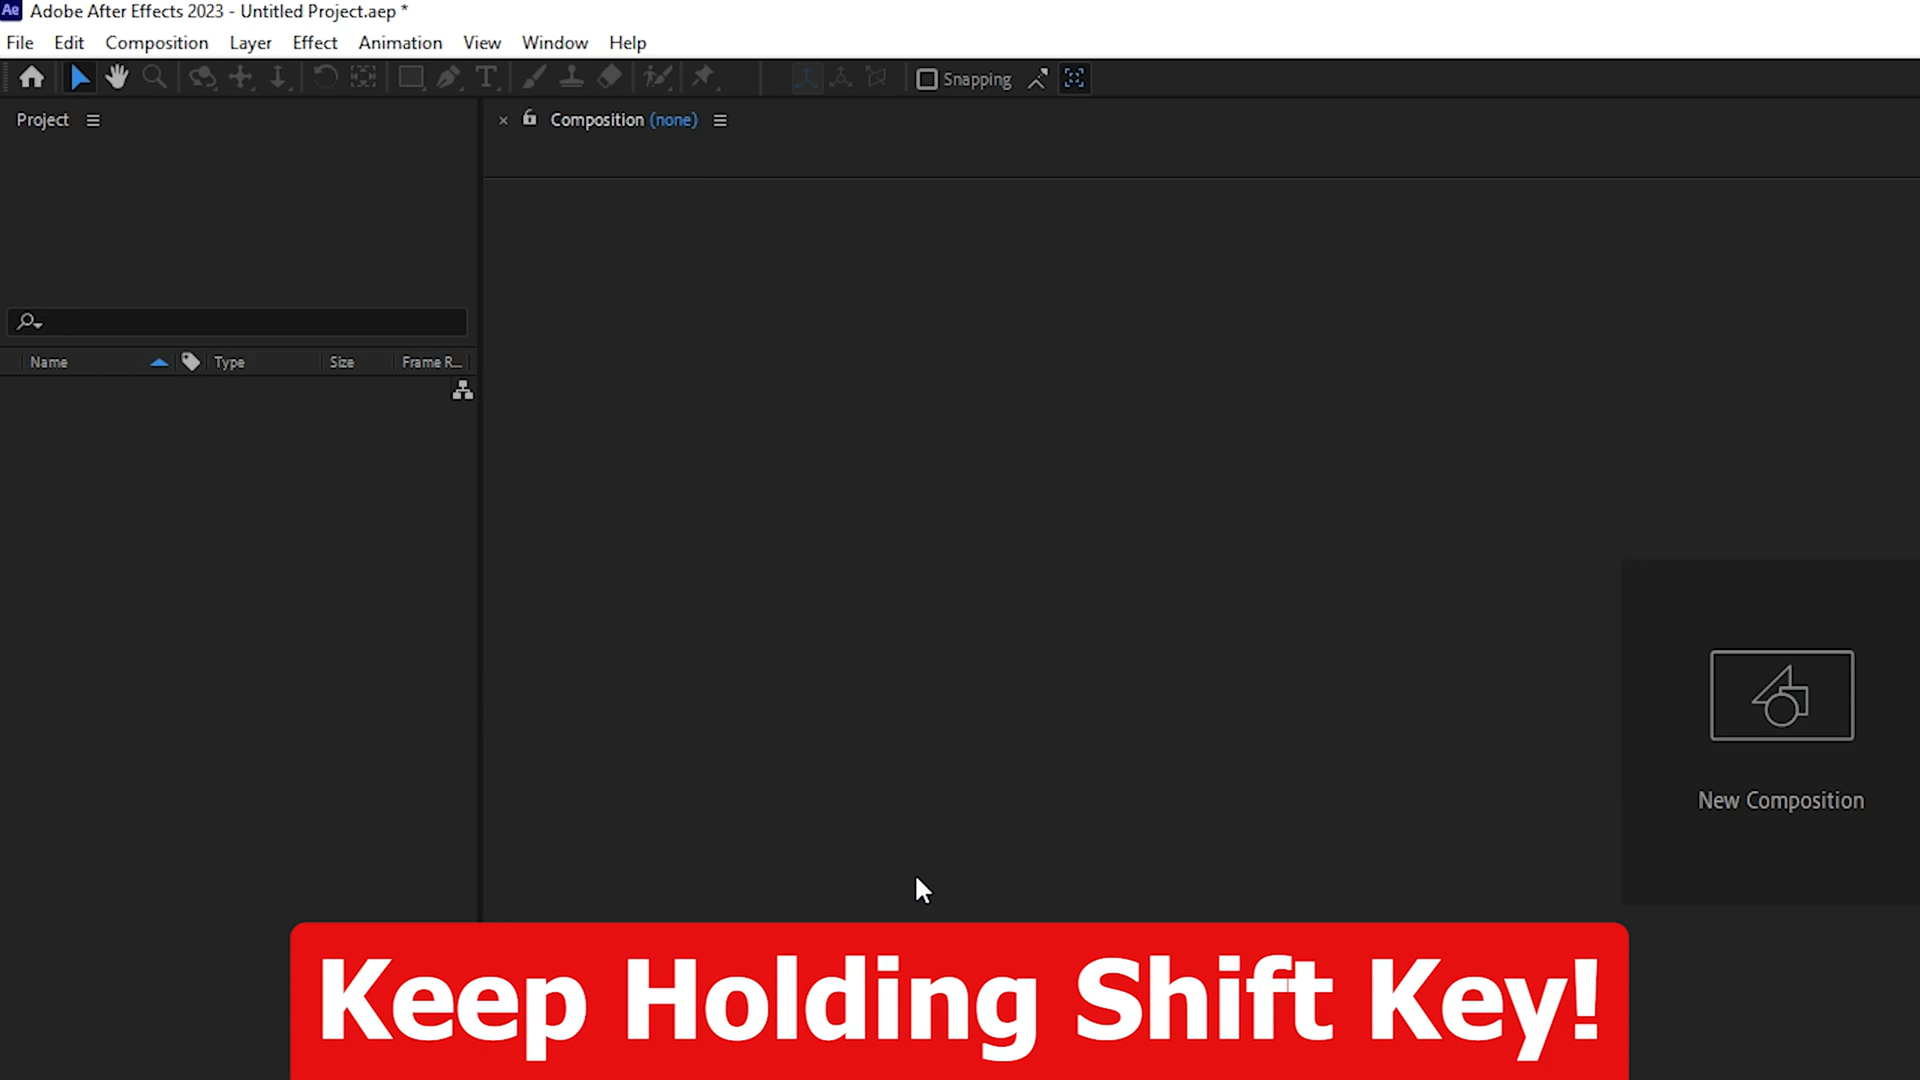 Ae Adobe After Effects 2023 - Untitled Project.aep *
File Edit Composition Layer Effect Animation View Window Help
T Snapping
Project
× Composition (none)
Name Type Size Frame R...
New Composition
Keep Holding Shift Key!